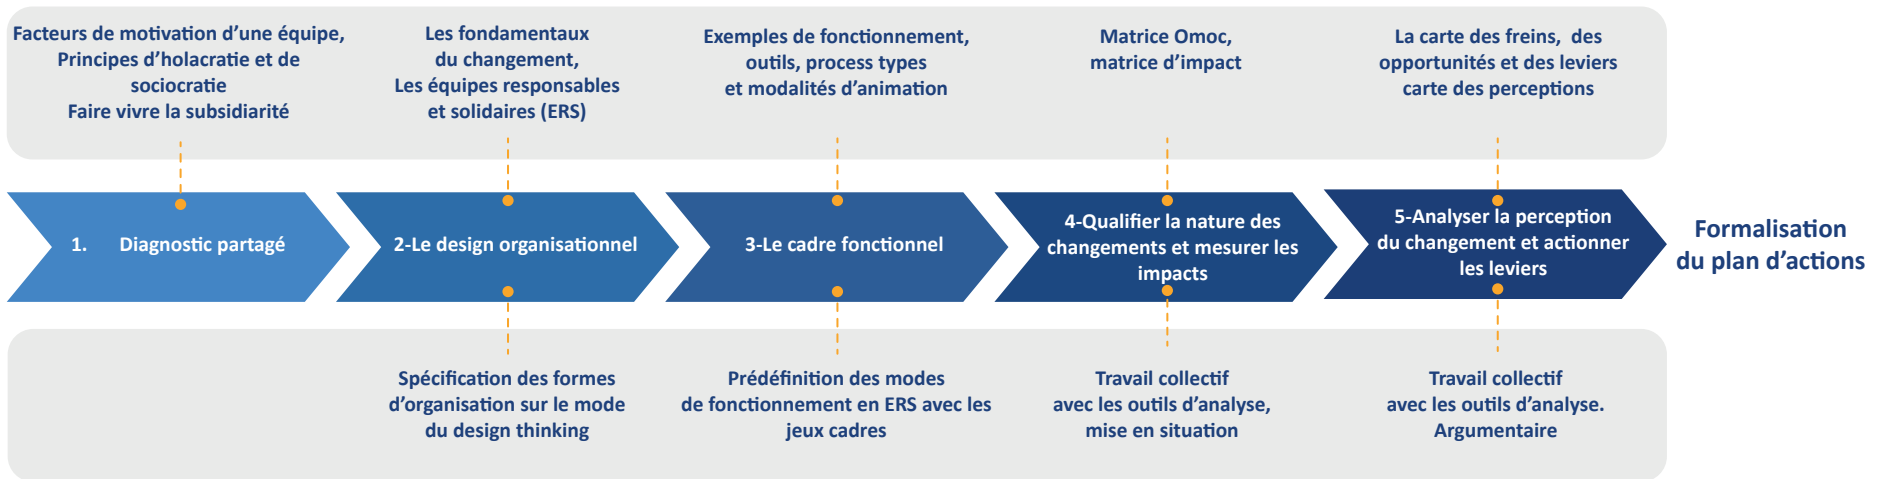 Facteurs de motivation d’une équipe,
Principes d’holacratie et de
sociocratie
Faire vivre la subsidiarité
Les fondamentaux
du changement,
Les équipes responsables
et solidaires (ERS)
Exemples de fonctionnement,
outils, process types
et modalités d’animation
Matrice Omoc,
matrice d’impact
La carte des freins,  des
opportunités et des leviers
carte des perceptions
1. Diagnostic partagé
2-Le design organisationnel
3-Le cadre fonctionnel
4-Qualifier la nature des
changements et mesurer les
impacts
5-Analyser la perception
du changement et actionner
les leviers
Formalisation
du plan d’actions
Spécification des formes
d’organisation sur le mode
du design thinking
Prédéfinition des modes
de fonctionnement en ERS avec les
jeux cadres
Travail collectif
avec les outils d’analyse,
mise en situation
Travail collectif
avec les outils d’analyse.
Argumentaire